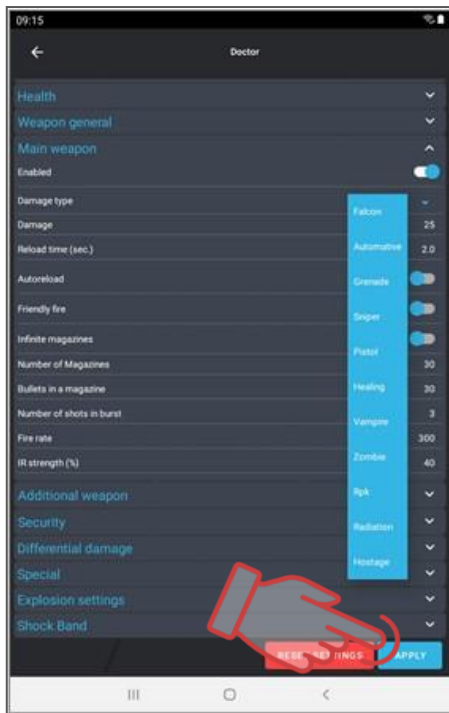 09:15
Doctor
Health
Weapon general
Main weapon
Enabled
Damage type
Damage 25
Reload time (sec.) 2.0
Autoreload
Friendly fire
Infinite magazines
Number of Magazines 30
Bullets in a magazine 30
Number of shots in burst 3
Fire rate 300
IR strength (%) 40
Falcon
Automative
Grenade
Sniper
Pistol
Healing
Vampire
Zombie
Rpk
Radiation
Hostage
Additional weapon
Security
Differential damage
Special
Explosion settings
Shock Band
RESET SETTINGS APPLY